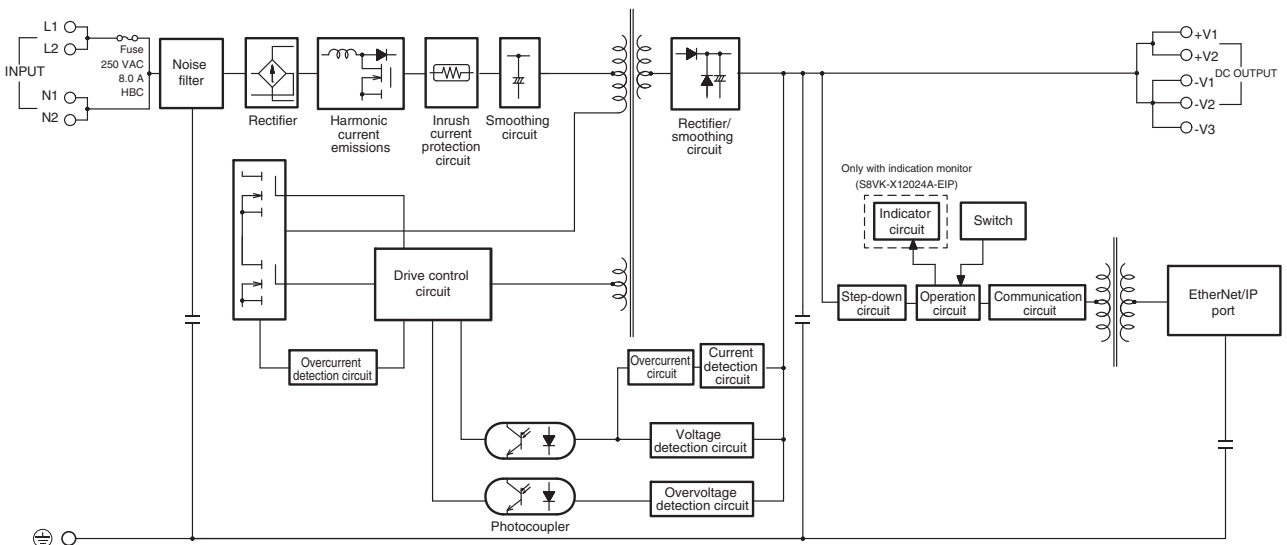 L1
L2
INPUT
N1
N2
Fuse
250 VAC
8.0 A
HBC
Noise
filter
Rectifier
Harmonic
current
emissions
Inrush
current
protection
circuit
Smoothing
circuit
Rectifier/
smoothing
circuit
+V1
+V2
DC OUTPUT
-V1
-V2
-V3
Only with indication monitor
(S8VK-X12024A-EIP)
Indicator
circuit
Switch
Drive control
circuit
Step-down
circuit
Operation
circuit
Communication
circuit
EtherNet/IP
port
Overcurrent
detection circuit
Overcurrent
circuit
Current
detection
circuit
Voltage
detection circuit
Overvoltage
detection circuit
Photocoupler